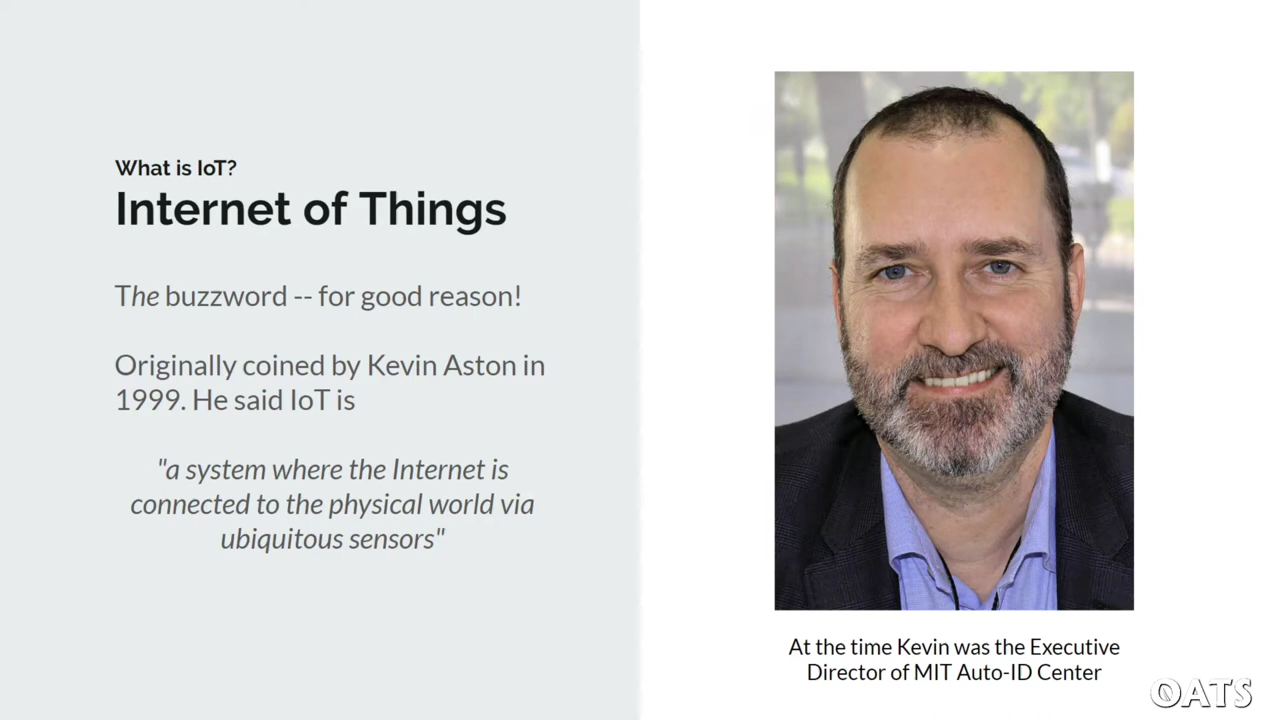 What is IoT?
Internet of Things
The buzzword -- for good reason!
Originally coined by Kevin Aston in
1999. He said IoT is
"a system where the Internet is
connected to the physical world via
ubiquitous sensors"
At the time Kevin was the Executive
Director of MIT Auto-ID Center
OATS